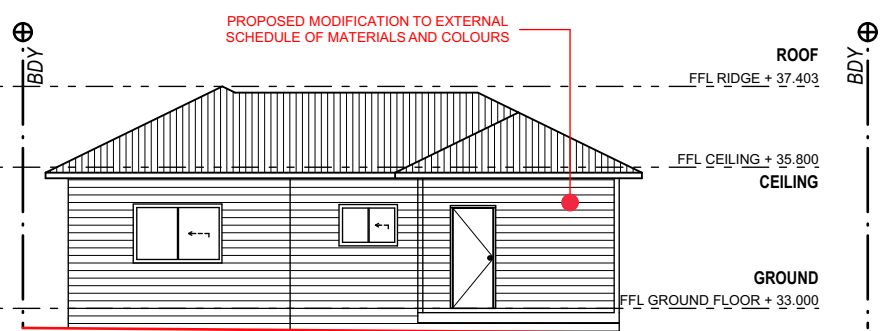 PROPOSED MODIFICATION TO EXTERNAL
SCHEDULE OF MATERIALS AND COLOURS
BDY
BDY
ROOF
FFL RIDGE + 37.403
FFL CEILING + 35.800
CEILING
GROUND
FFL GROUND FLOOR + 33.000